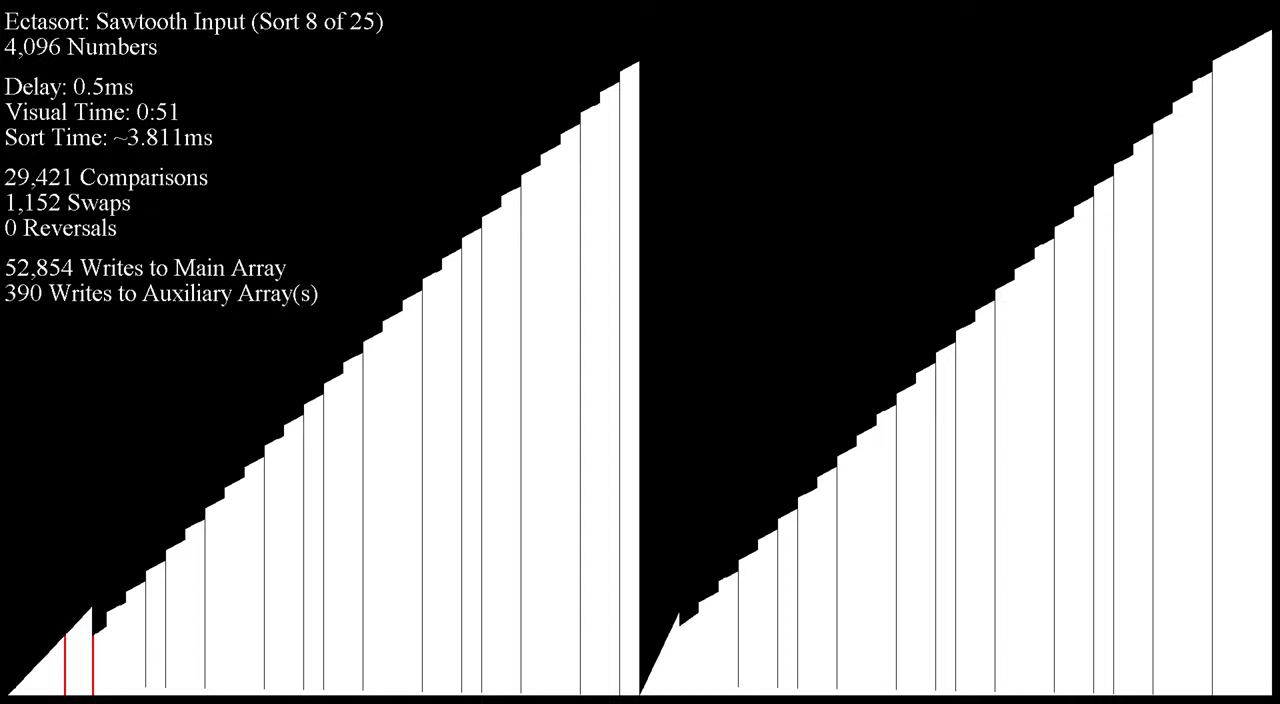 Ectasort: Sawtooth Input (Sort 8 of 25)
4,096 Numbers
Delay: 0.5ms
Visual Time: 0:51
Sort Time: ~3.811ms
29,421 Comparisons
1,152 Swaps
0 Reversals
52,854 Writes to Main Array
390 Writes to Auxiliary Array(s)